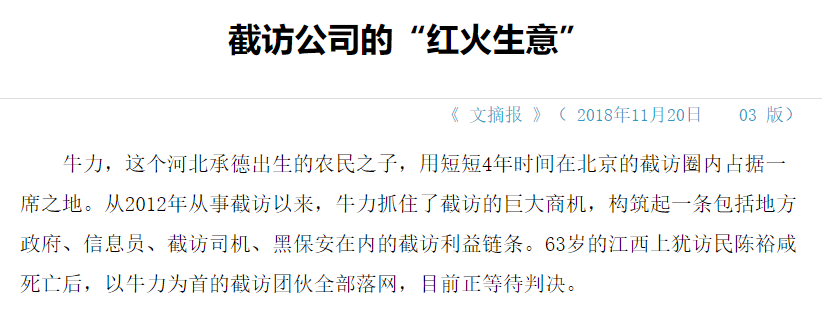 截访公司的“红火生意”
《 文摘报 》（ 2018年11月20日　　03 版）
牛力，这个河北承德出生的农民之子，用短短4年时间在北京的截访圈内占据一
席之地。从2012年从事截访以来，牛力抓住了截访的巨大商机，构筑起一条包括地方
政府、信息员、截访司机、黑保安在内的截访利益链条。63岁的江西上犹访民陈裕咸
死亡后，以牛力为首的截访团伙全部落网，目前正等待判决。